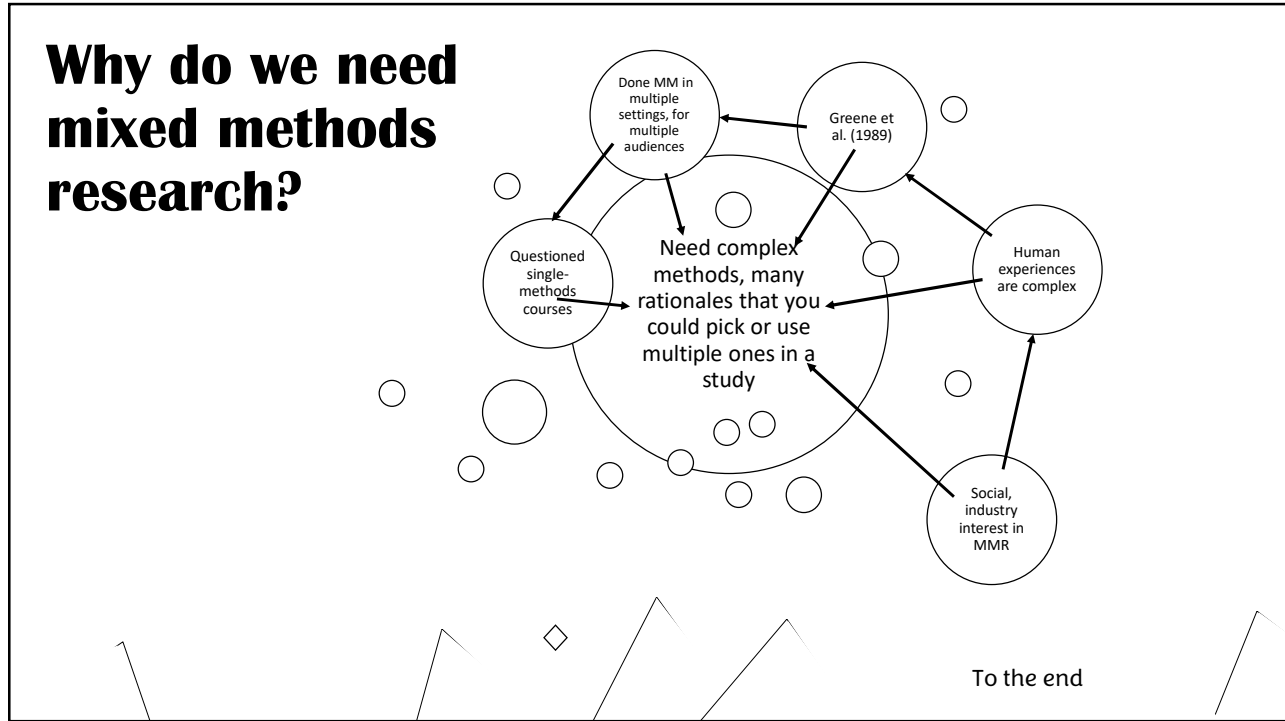 Why do we need
mixed methods
research?
Done MM in
multiple
settings, for
multiple
audiences
Greene et
al. (1989)
Questioned
single-
methods
courses
Need complex
methods, many
rationales that you
could pick or use
multiple ones in a
study
Human
experiences
are complex
Social,
industry
interest in
MMR
To the end